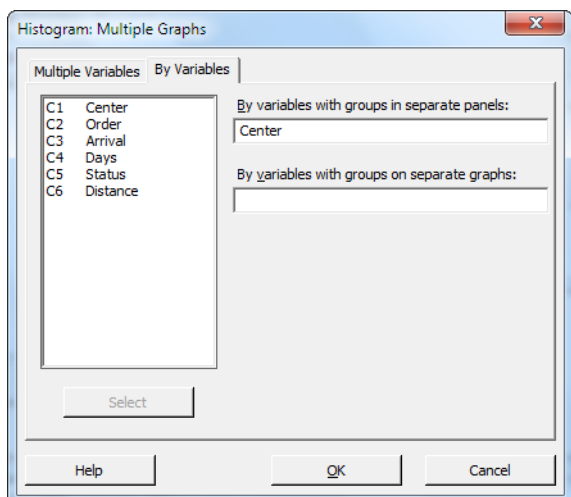 Histogram: Multiple Graphs
x
Multiple Variables By Variables
C1 Center
C2 Order
C3 Arrival
C4 Days
C5 Status
C6 Distance
By variables with groups in separate panels:
Center
By variables with groups on separate graphs:
Select
Help OK Cancel